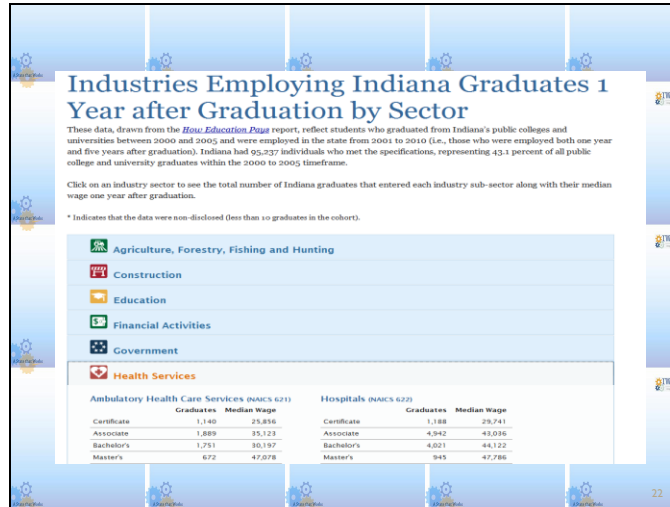 Industries Employing Indiana Graduates 1
Year after Graduation by Sector
These data, drawn from the How Education Pays report, reflect students who graduated from Indiana's public colleges and
universities between 2000 and 2005 and were employed in the state from 2001 to 2010 (i.e., those who were employed both one year
and five years after graduation). Indiana had 95,237 individuals who met the specifications, representing 43.1 percent of all public
college and university graduates within the 2000 to 2005 timeframe.
Click on an industry sector to see the total number of Indiana graduates that entered each industry sub-sector along with their median
wage one year after graduation.
* Indicates that the data were non-disclosed (less than 10 graduates in the cohort).
Agriculture, Forestry, Fishing and Hunting
Construction
Education
Financial Activities
Government
Health Services
Ambulatory Health Care Services (NAICS 621) Hospitals (NAICS 622)
Graduates Median Wage Graduates Median Wage
Certificate 1,140 25,856 Certificate 1,188 29,741
Associate 1,889 35,123 Associate 4,942 43,036
Bachelor's 1,751 30,197 Bachelor's 4,021 44,122
Master's 672 47,078 Master's 945 47,786
22